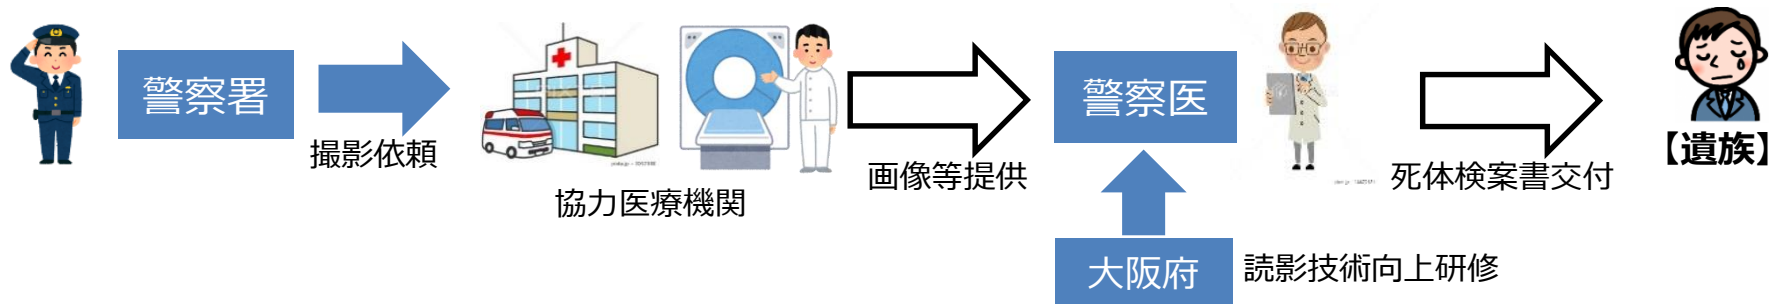 警察署
撮影依頼
協力医療機関
画像等提供
警察医
死体検案書交付
【遺族】
大阪府
読影技術向上研修